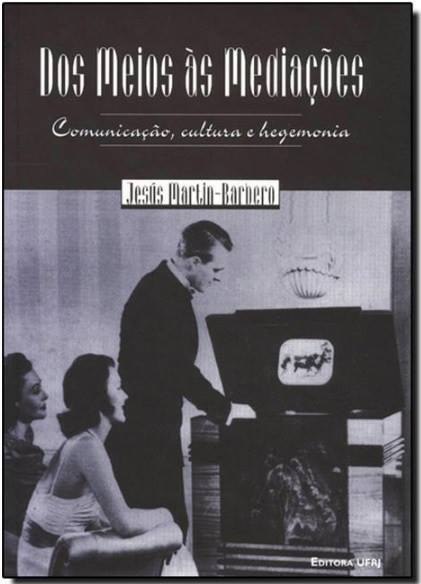 Dos Meios às Mediações
Comunicação, cultura e hegemonia
Jesús Martín-Barbero
Editora UFRJ